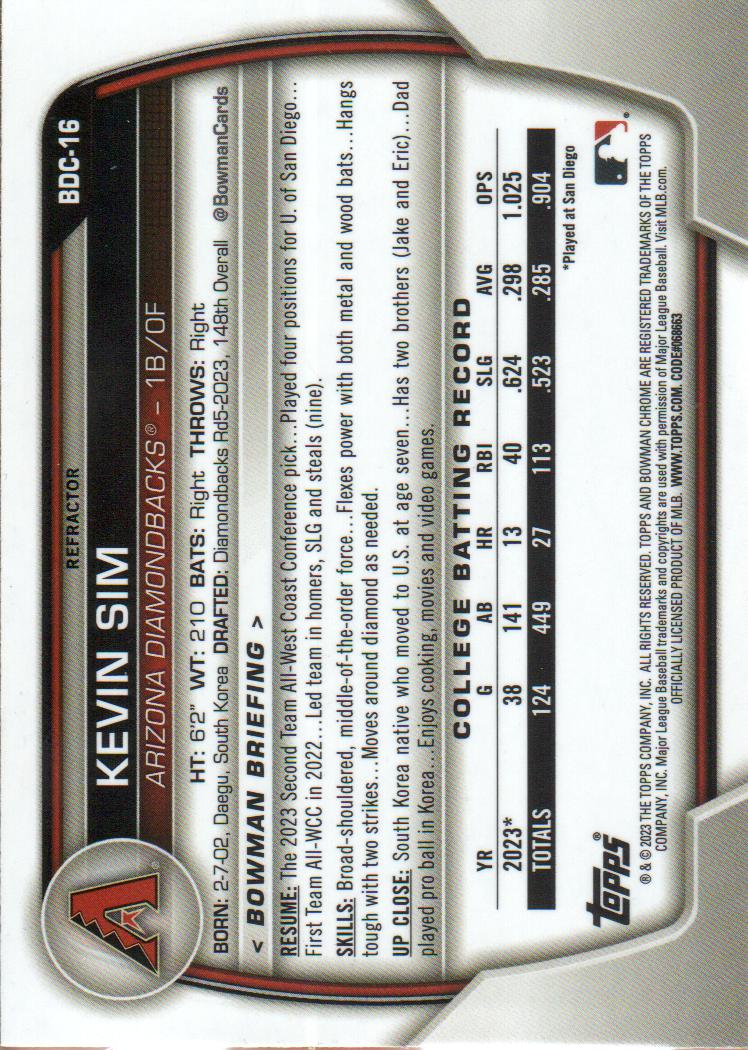 BDC-16
REFRACTOR
KEVIN SIM
ARIZONA DIAMONDBACKS® – 1B/OF
HT: 6'2" WT: 210 BATS: Right THROWS: Right
BORN: 2-7-02, Daegu, South Korea DRAFTED: Diamondbacks Rd5-2023, 148th Overall @BowmanCards
< BOWMAN BRIEFING >
RESUME: The 2023 Second Team All-West Coast Conference pick...Played four positions for U. of San Diego...
First Team All-WCC in 2022...Led team in homers, SLG and steals (nine).
SKILLS: Broad-shouldered, middle-of-the-order force...Flexes power with both metal and wood bats...Hangs
tough with two strikes...Moves around diamond as needed.
UP CLOSE: South Korea native who moved to U.S. at age seven...Has two brothers (Jake and Eric)...Dad
played pro ball in Korea...Enjoys cooking, movies and video games.
COLLEGE BATTING RECORD
YR G AB HR RBI SLG AVG OPS
2023* 38 141 13 40 .624 .298 1.025
TOTALS 124 449 27 113 .523 .285 .904
*Played at San Diego
topps®
® & © 2023 THE TOPPS COMPANY, INC. ALL RIGHTS RESERVED. TOPPS AND BOWMAN CHROME ARE REGISTERED TRADEMARKS OF THE TOPPS
COMPANY, INC. Major League Baseball trademarks and copyrights are used with permission of Major League Baseball. Visit MLB.com.
OFFICIALLY LICENSED PRODUCT OF MLB. WWW.TOPPS.COM. CODE#068663